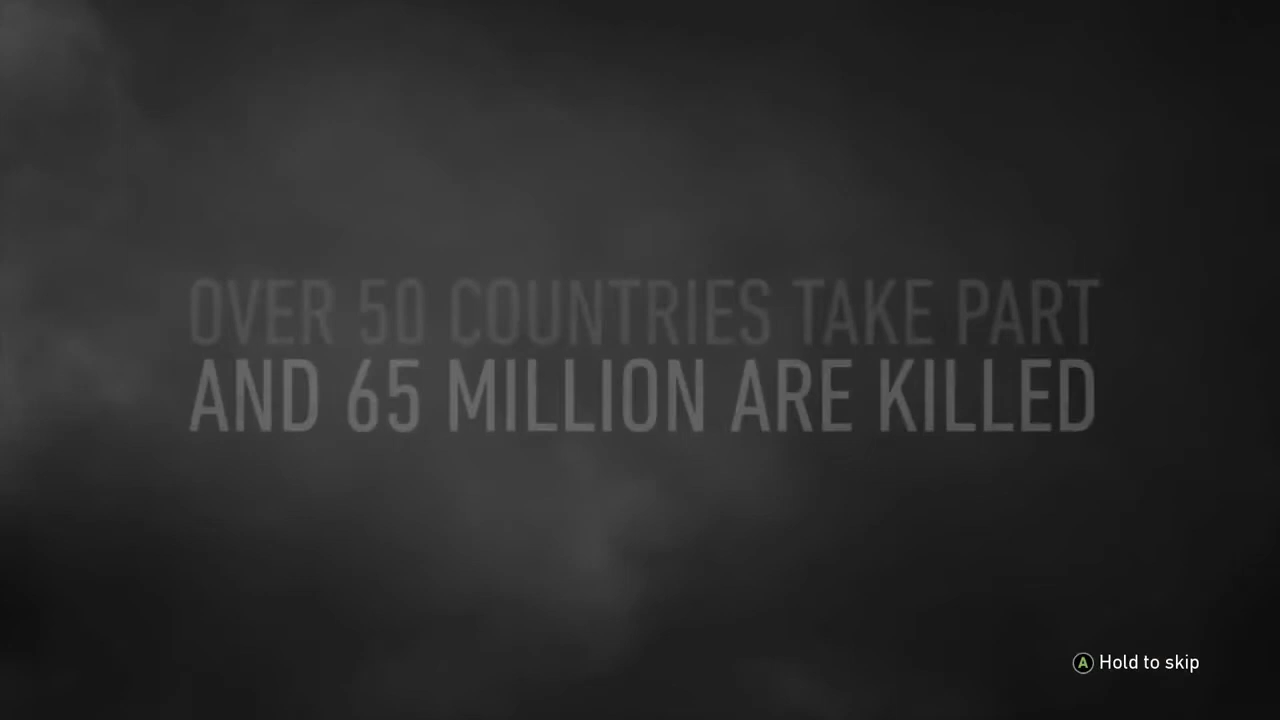 OVER 50 COUNTRIES TAKE PART
AND 65 MILLION ARE KILLED
A Hold to skip